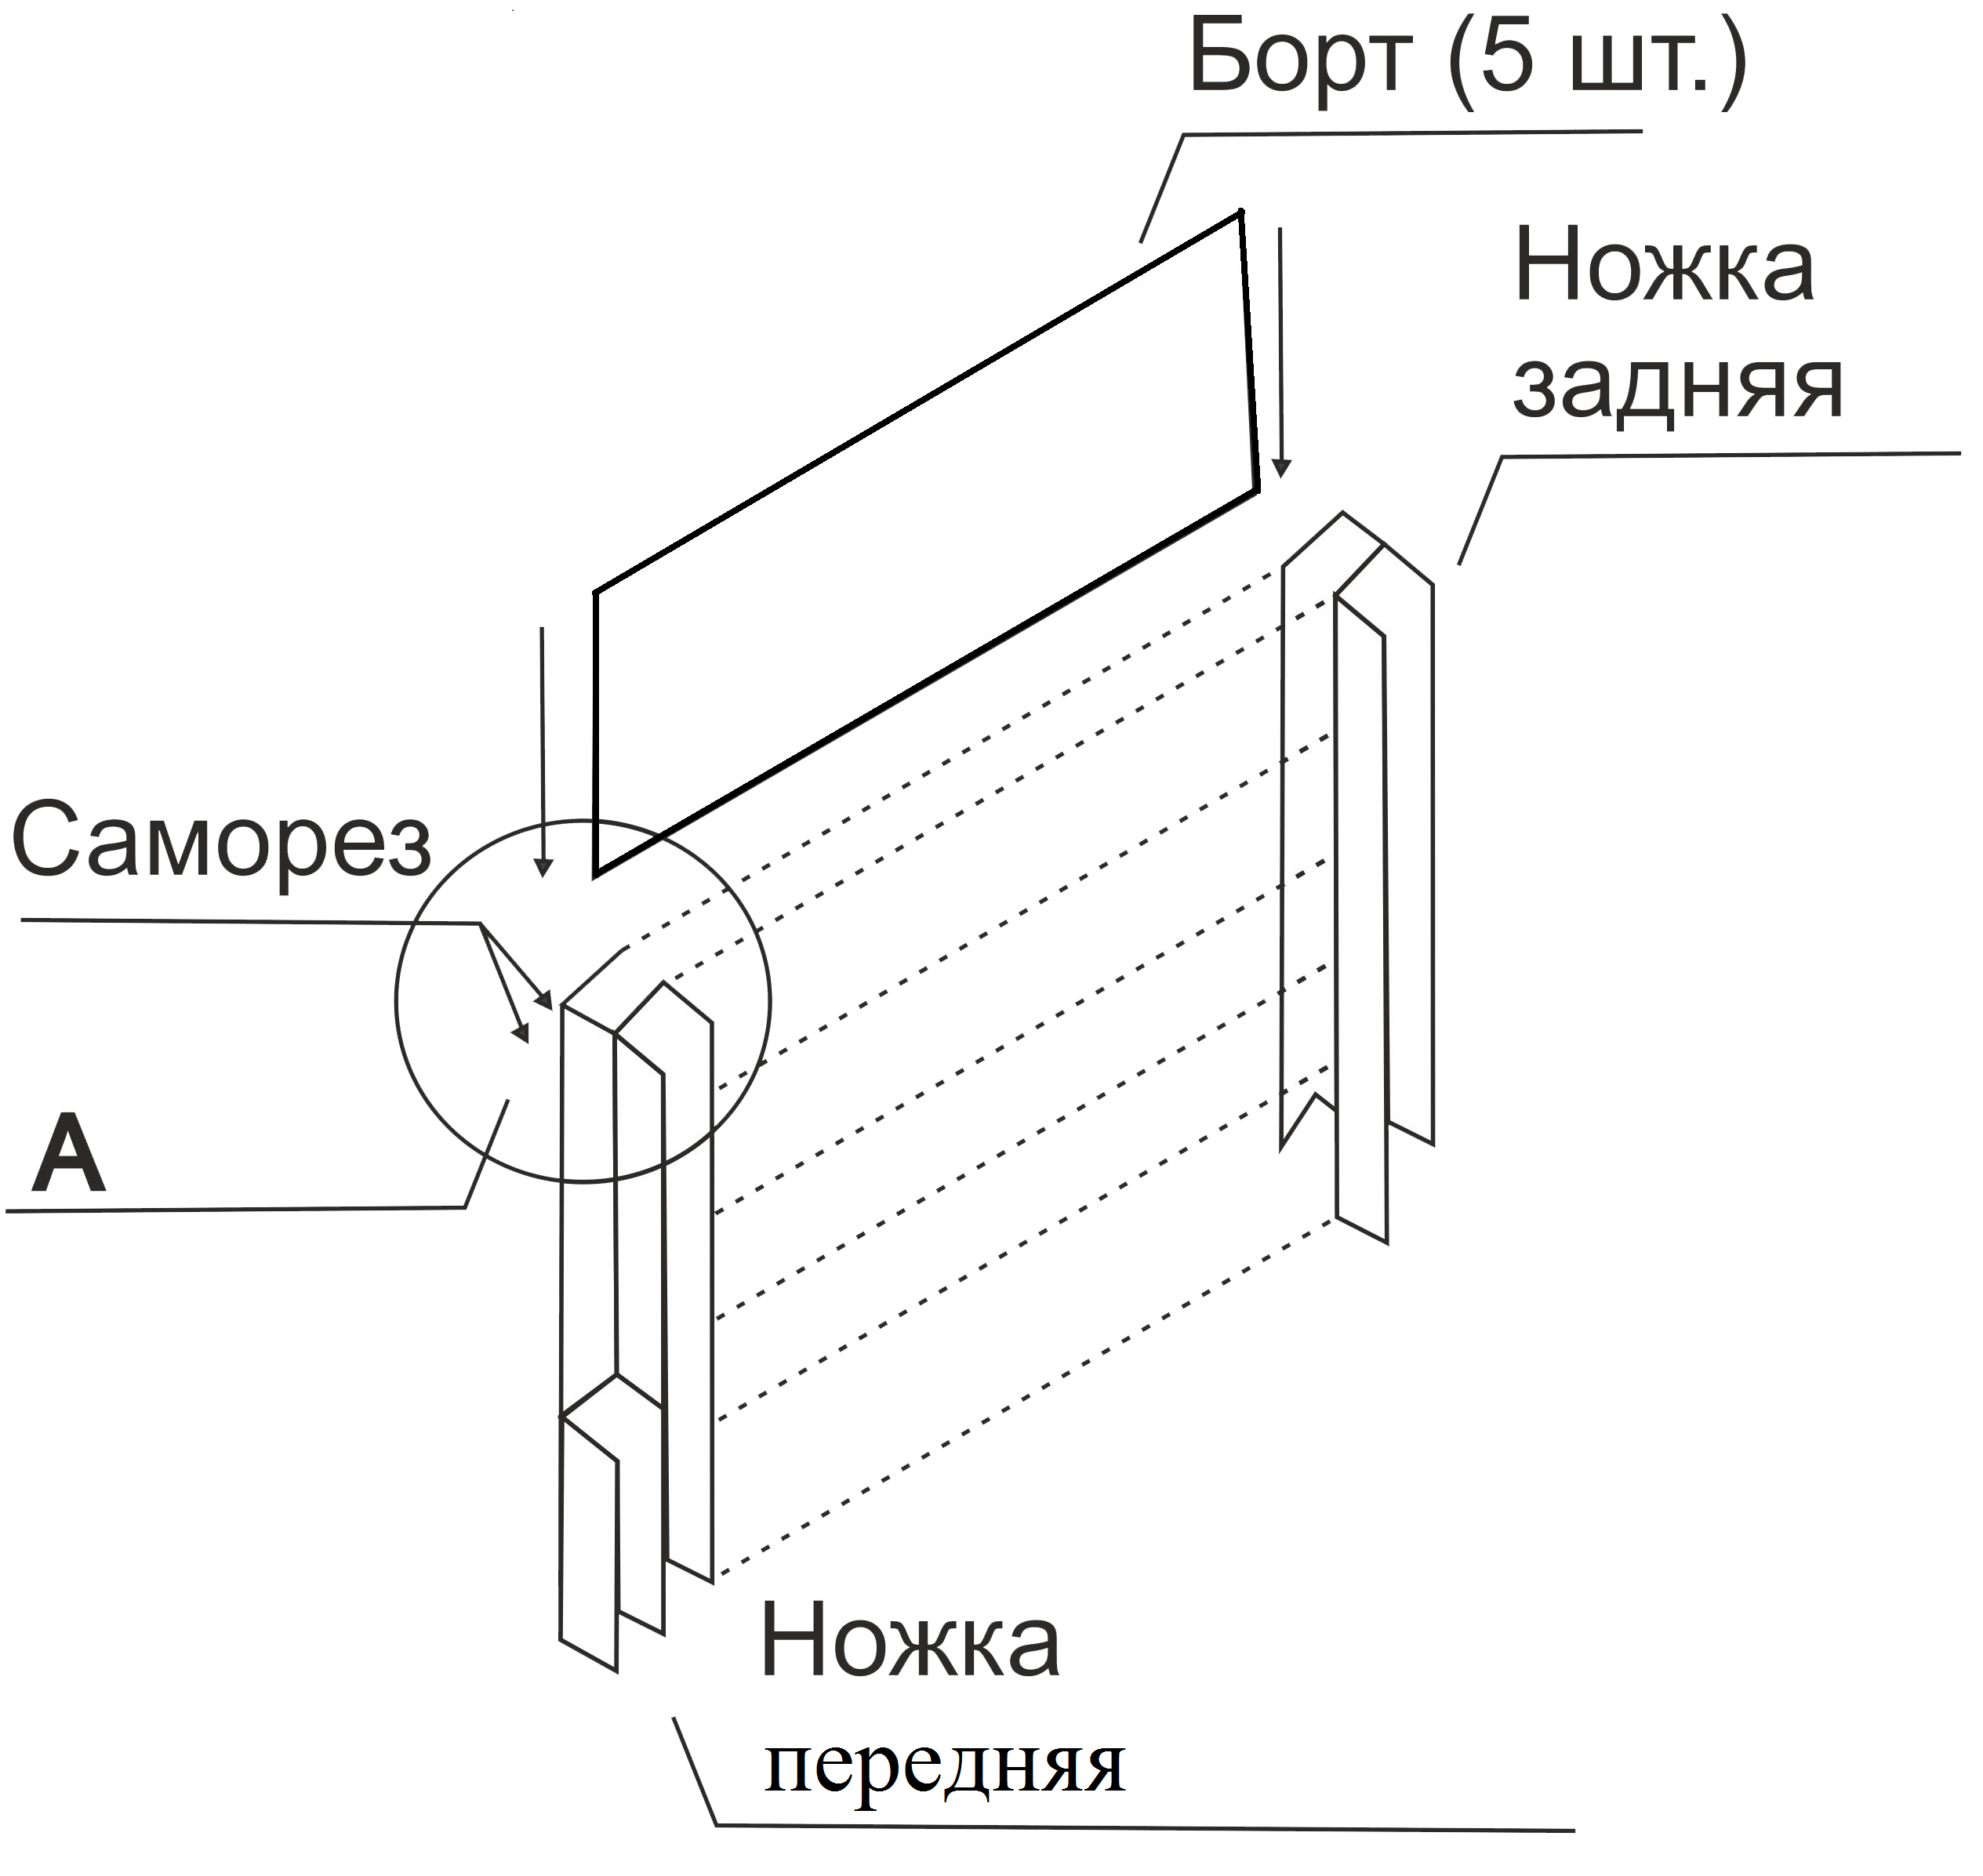 Борт (5 шт.)
Ножка
задняя
Саморез
А
Ножка
передняя